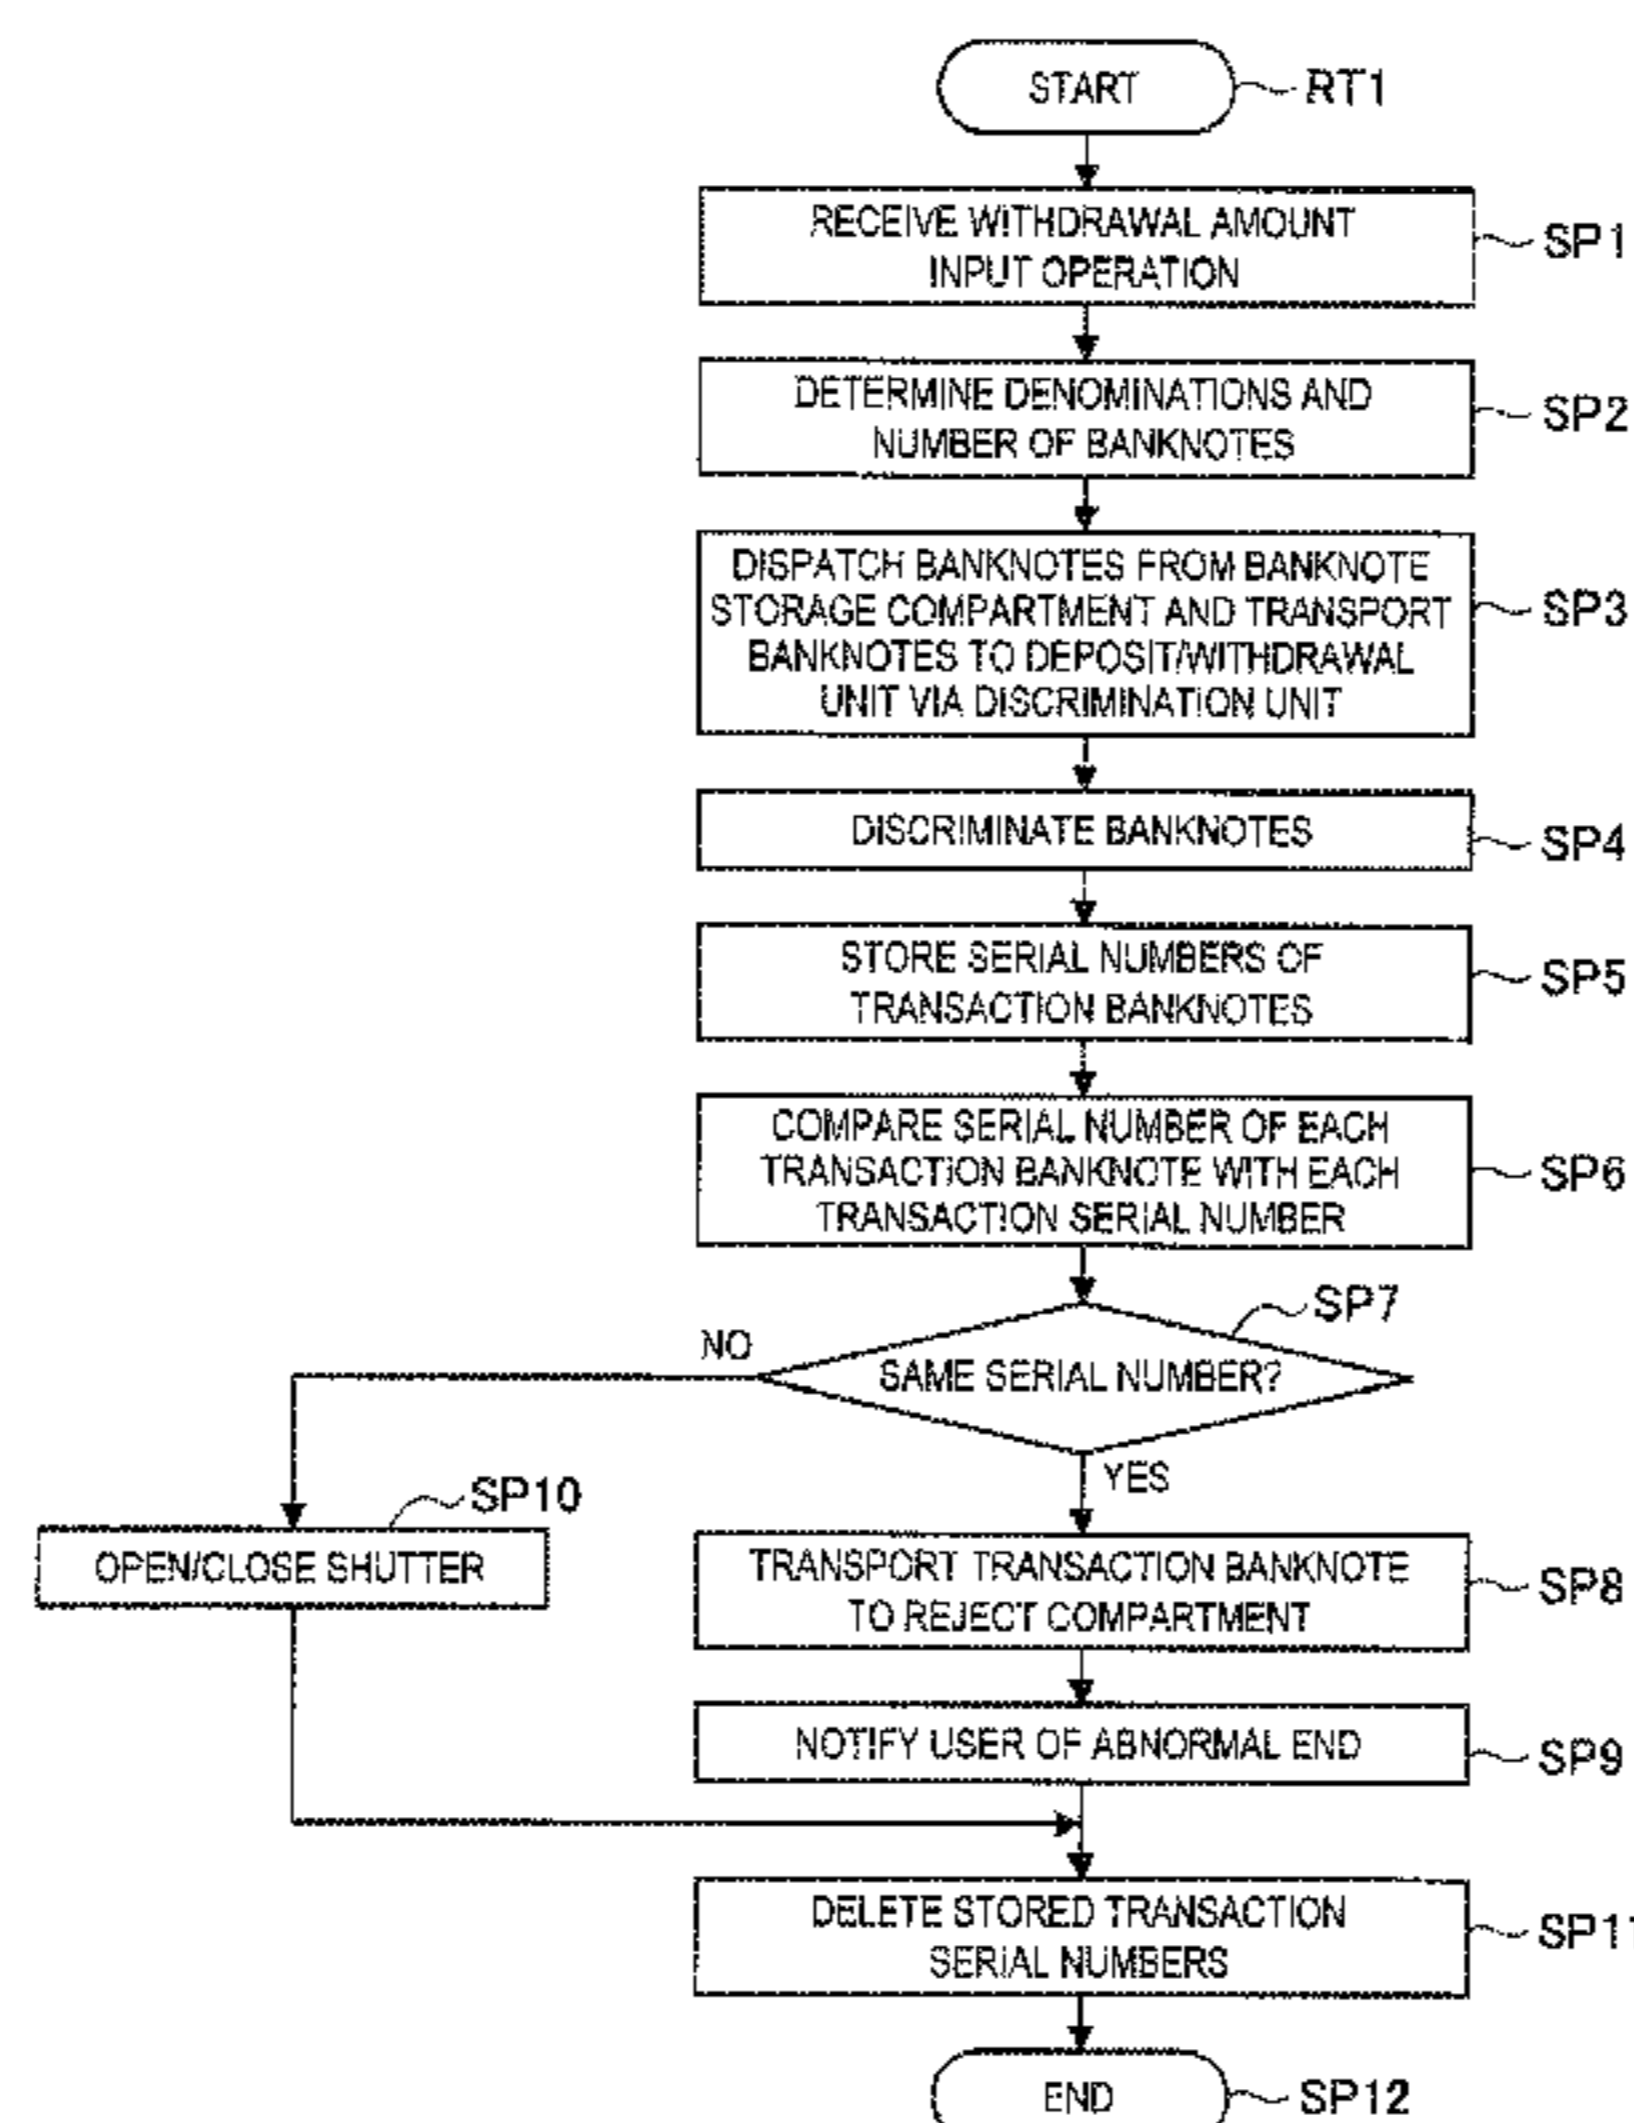 START
RT1
RECEIVE WITHDRAWAL AMOUNT
INPUT OPERATION
SP1
DETERMINE DENOMINATIONS AND
NUMBER OF BANKNOTES
SP2
DISPATCH BANKNOTES FROM BANKNOTE
STORAGE COMPARTMENT AND TRANSPORT
BANKNOTES TO DEPOSIT/WITHDRAWAL
UNIT VIA DISCRIMINATION UNIT
SP3
DISCRIMINATE BANKNOTES
SP4
STORE SERIAL NUMBERS OF
TRANSACTION BANKNOTES
SP5
COMPARE SERIAL NUMBER OF EACH
TRANSACTION BANKNOTE WITH EACH
TRANSACTION SERIAL NUMBER
SP6
SP7
NO
SAME SERIAL NUMBER?
YES
SP10
OPEN/CLOSE SHUTTER
TRANSPORT TRANSACTION BANKNOTE
TO REJECT COMPARTMENT
SP8
NOTIFY USER OF ABNORMAL END
SP9
DELETE STORED TRANSACTION
SERIAL NUMBERS
SP11
END
SP12